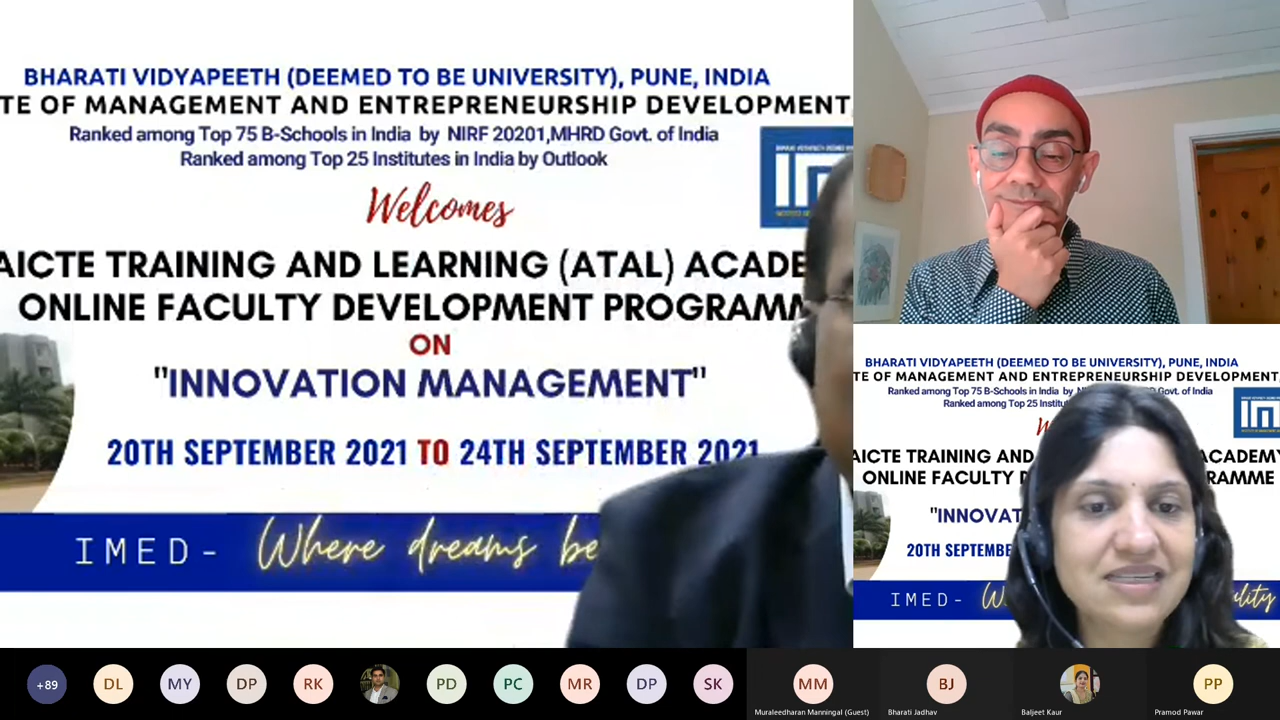 BHARATI VIDYAPEETH (DEEMED TO BE UNIVERSITY), PUNE, INDIA
TE OF MANAGEMENT AND ENTREPRENEURSHIP DEVELOPMENT,
Ranked among Top 75 B-Schools in India by NIRF 20201,MHRD Govt. of India
Ranked among Top 25 Institutes in India by Outlook
Welcomes
AICTE TRAINING AND LEARNING (ATAL) ACADE
ONLINE FACULTY DEVELOPMENT PROGRAMM
ON
"INNOVATION MANAGEMENT"
20TH SEPTEMBER 2021 TO 24TH SEPTEMBER 2021
IMED- Where dreams be
BHARATI VIDYAPEETH (DEEMED TO BE UNIVERSITY), PUNE, INDIA
TE OF MANAGEMENT AND ENTREPRENEURSHIP DEVELOPMENT,
Ranked among Top 75 B-Schools in India by Govt. of India
Ranked among Top 25
AICTE TRAINING AND ACADEMY
ONLINE FACULTY D RAMME
"INNOVAT
20TH SEPTEMBE
IMED- W ality
+89
DL
MY
DP
RK
PD
PC
MR
DP
SK
MM
BJ
PP
Muraleedharan Manningal (Guest)
Bharati Jadhav
Baljeet Kaur
Pramod Pawar